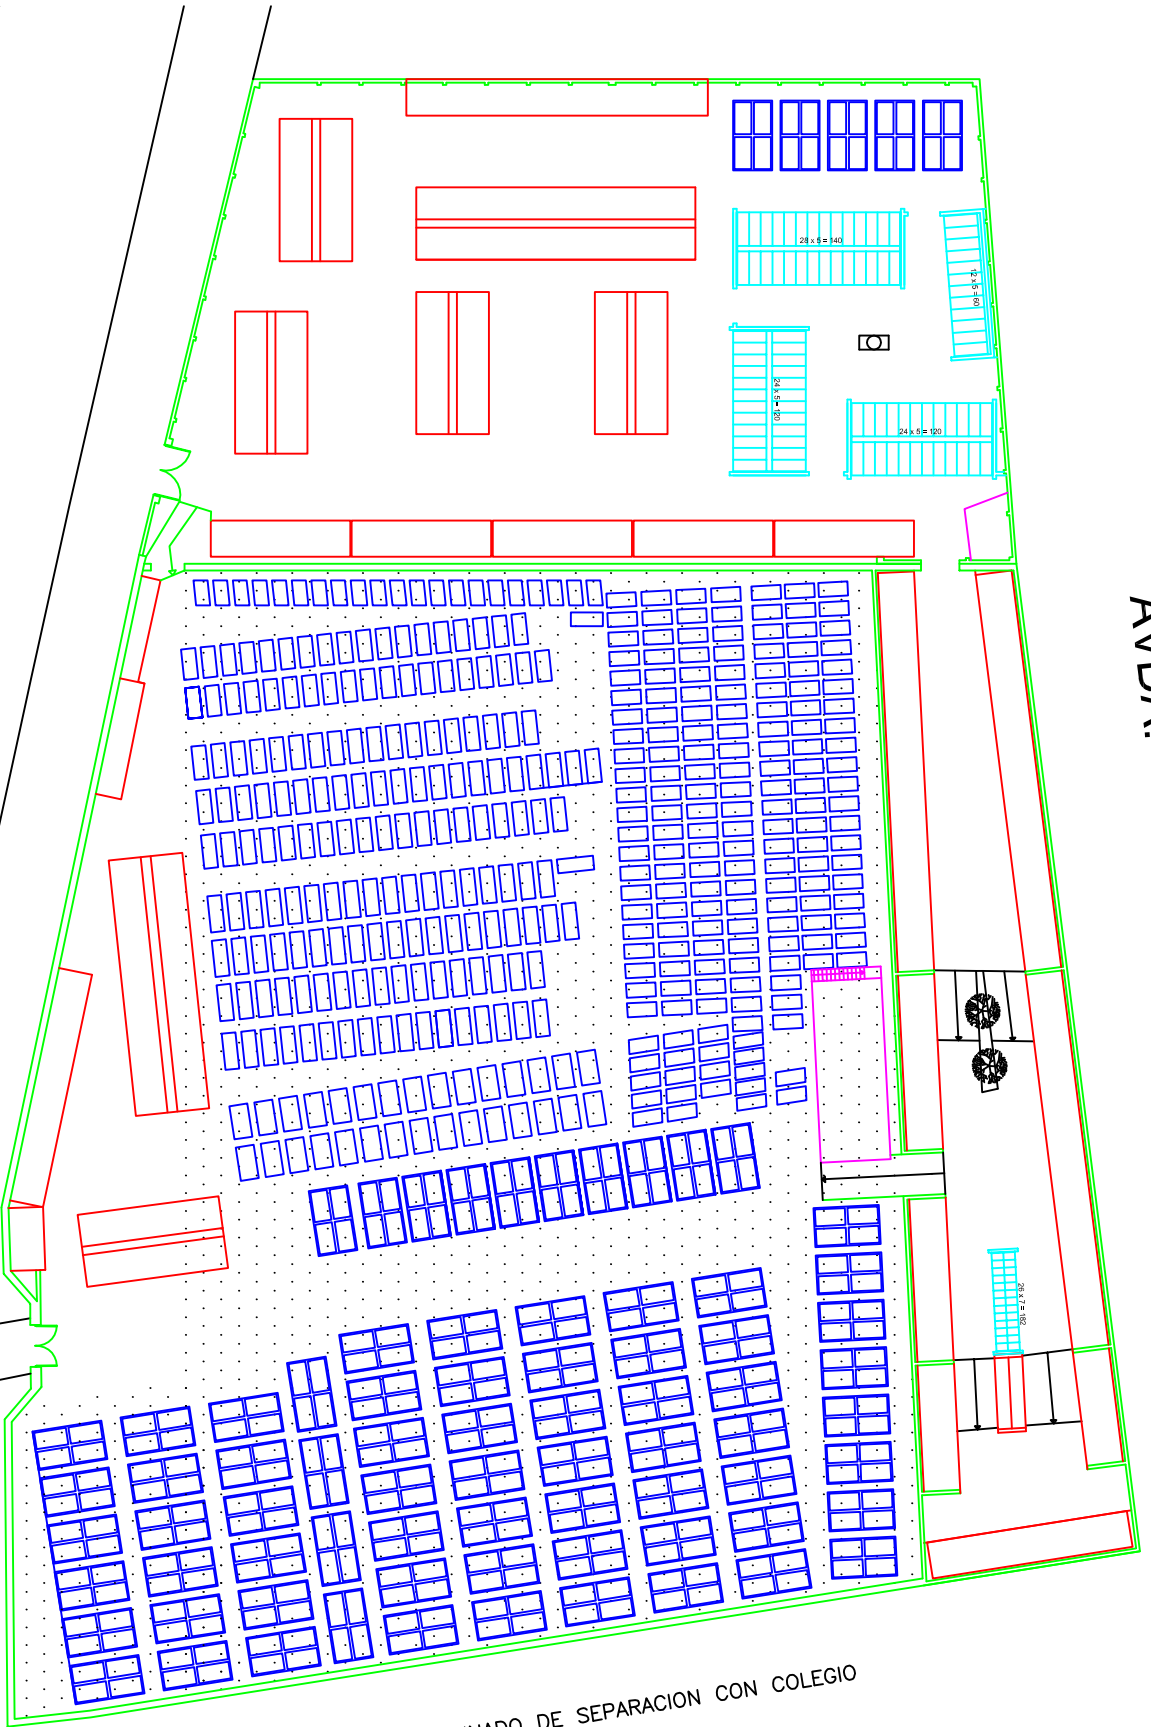 28 x 5 = 140
12 x 5 = 60
24 x 5 = 120
24 x 5 = 120
AVDA.
26 x 7 = 182
DE SEPARACION CON COLEGIO